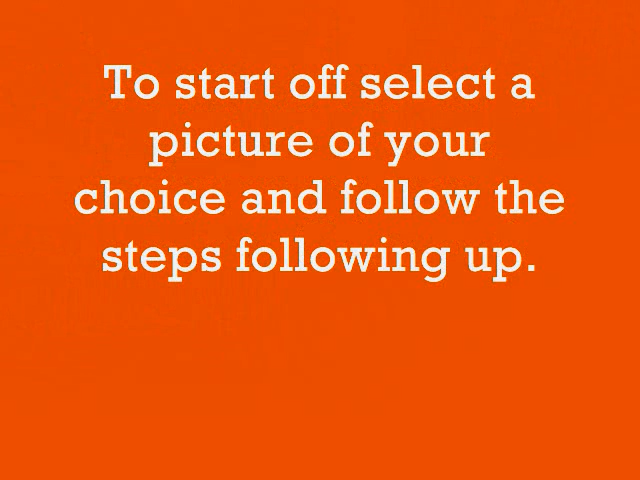 To start off select a
picture of your
choice and follow the
steps following up.